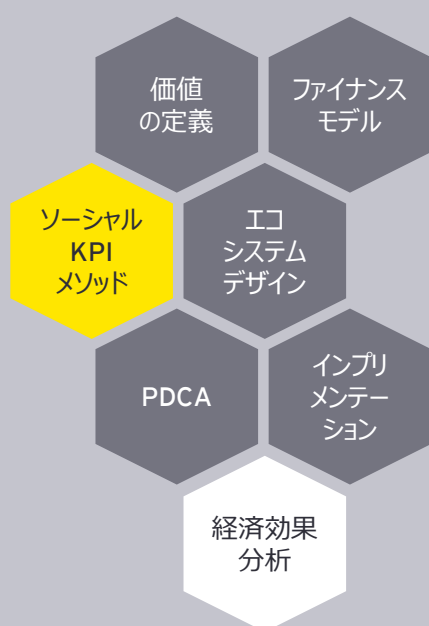 価値
の定義
ファイナンス
モデル
ソーシャル
KPI
メソッド
エコ
システム
デザイン
PDCA
インプリ
メンテー
ション
経済効果
分析